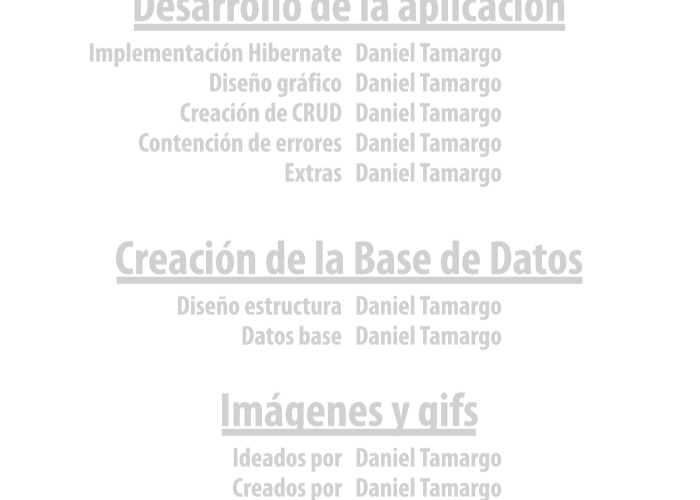 Desarrollo de la aplicación
Implementación Hibernate Daniel Tamargo
Diseño gráfico Daniel Tamargo
Creación de CRUD Daniel Tamargo
Contención de errores Daniel Tamargo
Extras Daniel Tamargo
Creación de la Base de Datos
Diseño estructura Daniel Tamargo
Datos base Daniel Tamargo
Imágenes y gifs
Ideados por Daniel Tamargo
Creados por Daniel Tamargo